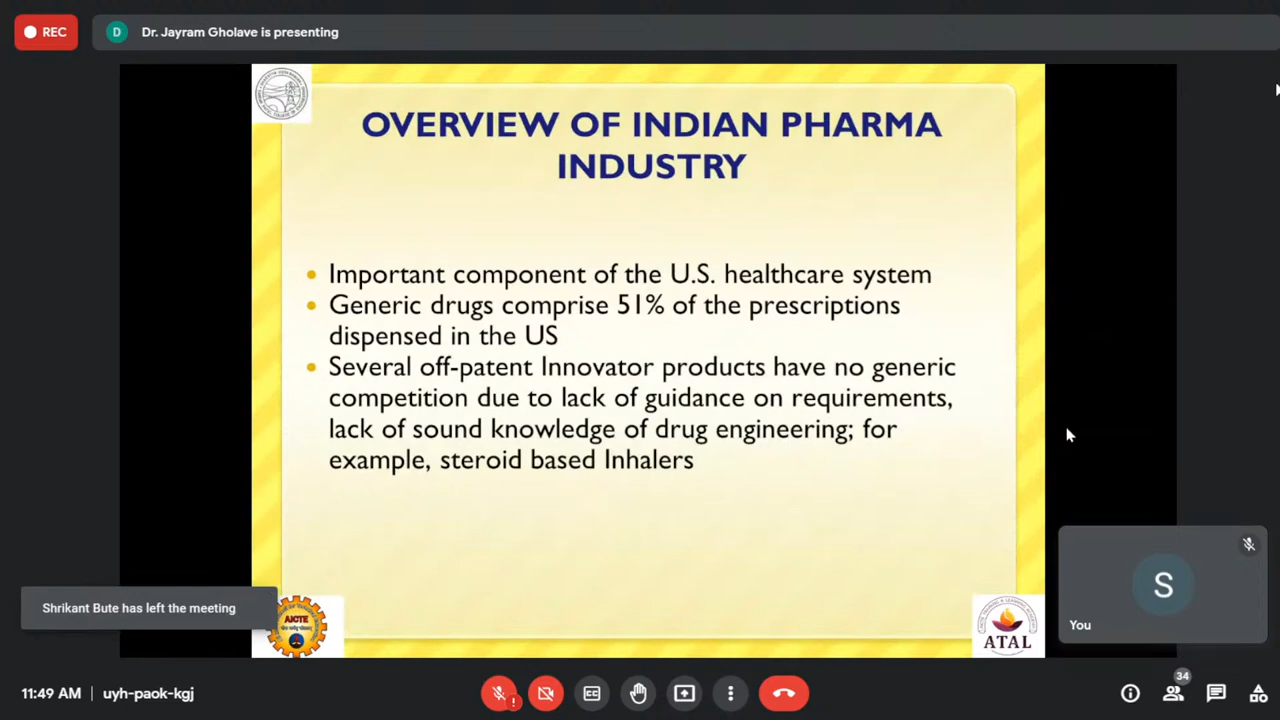 REC
D
Dr. Jayram Gholave is presenting
OVERVIEW OF INDIAN PHARMA
INDUSTRY
• Important component of the U.S. healthcare system
• Generic drugs comprise 51% of the prescriptions
dispensed in the US
• Several off-patent Innovator products have no generic
competition due to lack of guidance on requirements,
lack of sound knowledge of drug engineering; for
example, steroid based Inhalers
S
You
Shrikant Bute has left the meeting
AICTE
ATAL
11:49 AM
uyh-paok-kgj
CC
34